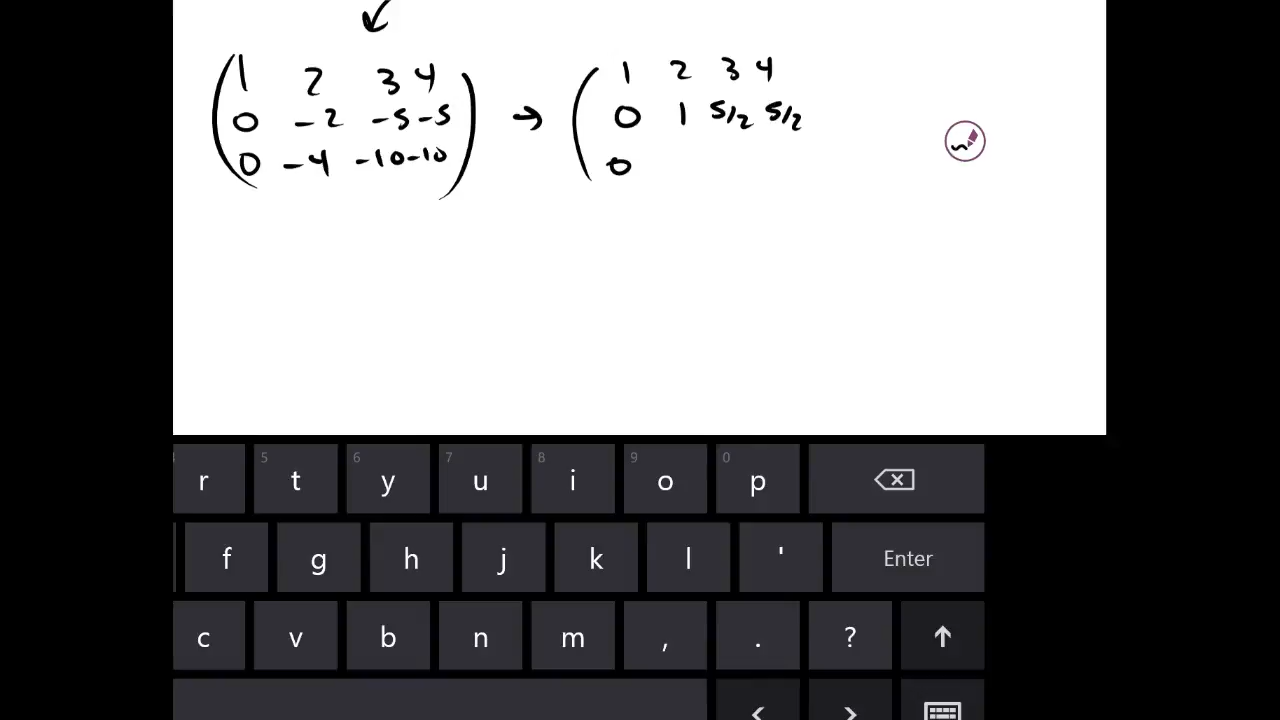 1 2 3 4
0 -2 -5 -5
0 -4 -10 -10
→
1 2 3 4
0 1 5/2 5/2
0
r 5 t 6 y 7 u 8 i 9 o 0 p
f g h j k l ' Enter
c v b n m , . ? ↑
< >